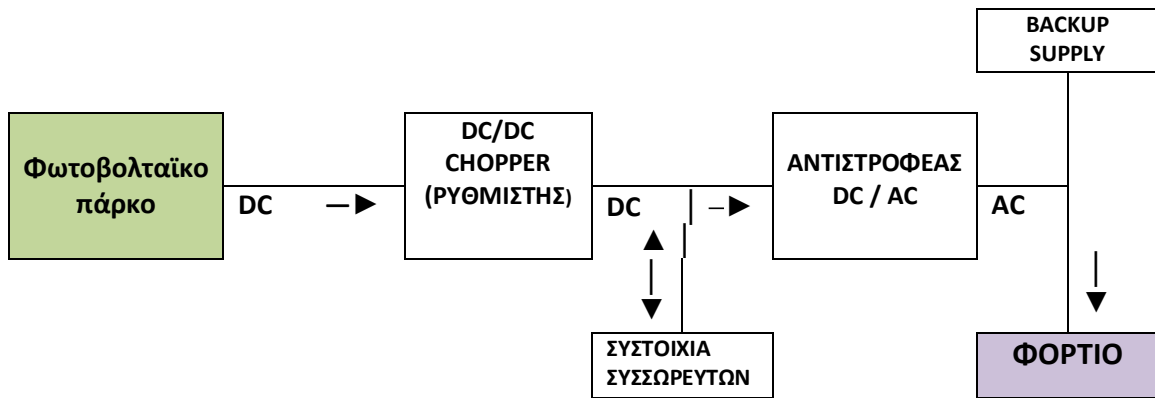 BACKUP
SUPPLY
Φωτοβολταϊκο
πάρκο
DC
DC/DC
CHOPPER
(ΡΥΘΜΙΣΤΗΣ)
DC
ΑΝΤΙΣΤΡΟΦΕΑΣ
DC / AC
AC
ΣΥΣΤΟΙΧΙΑ
ΣΥΣΣΩΡΕΥΤΩΝ
ΦΟΡΤΙΟ